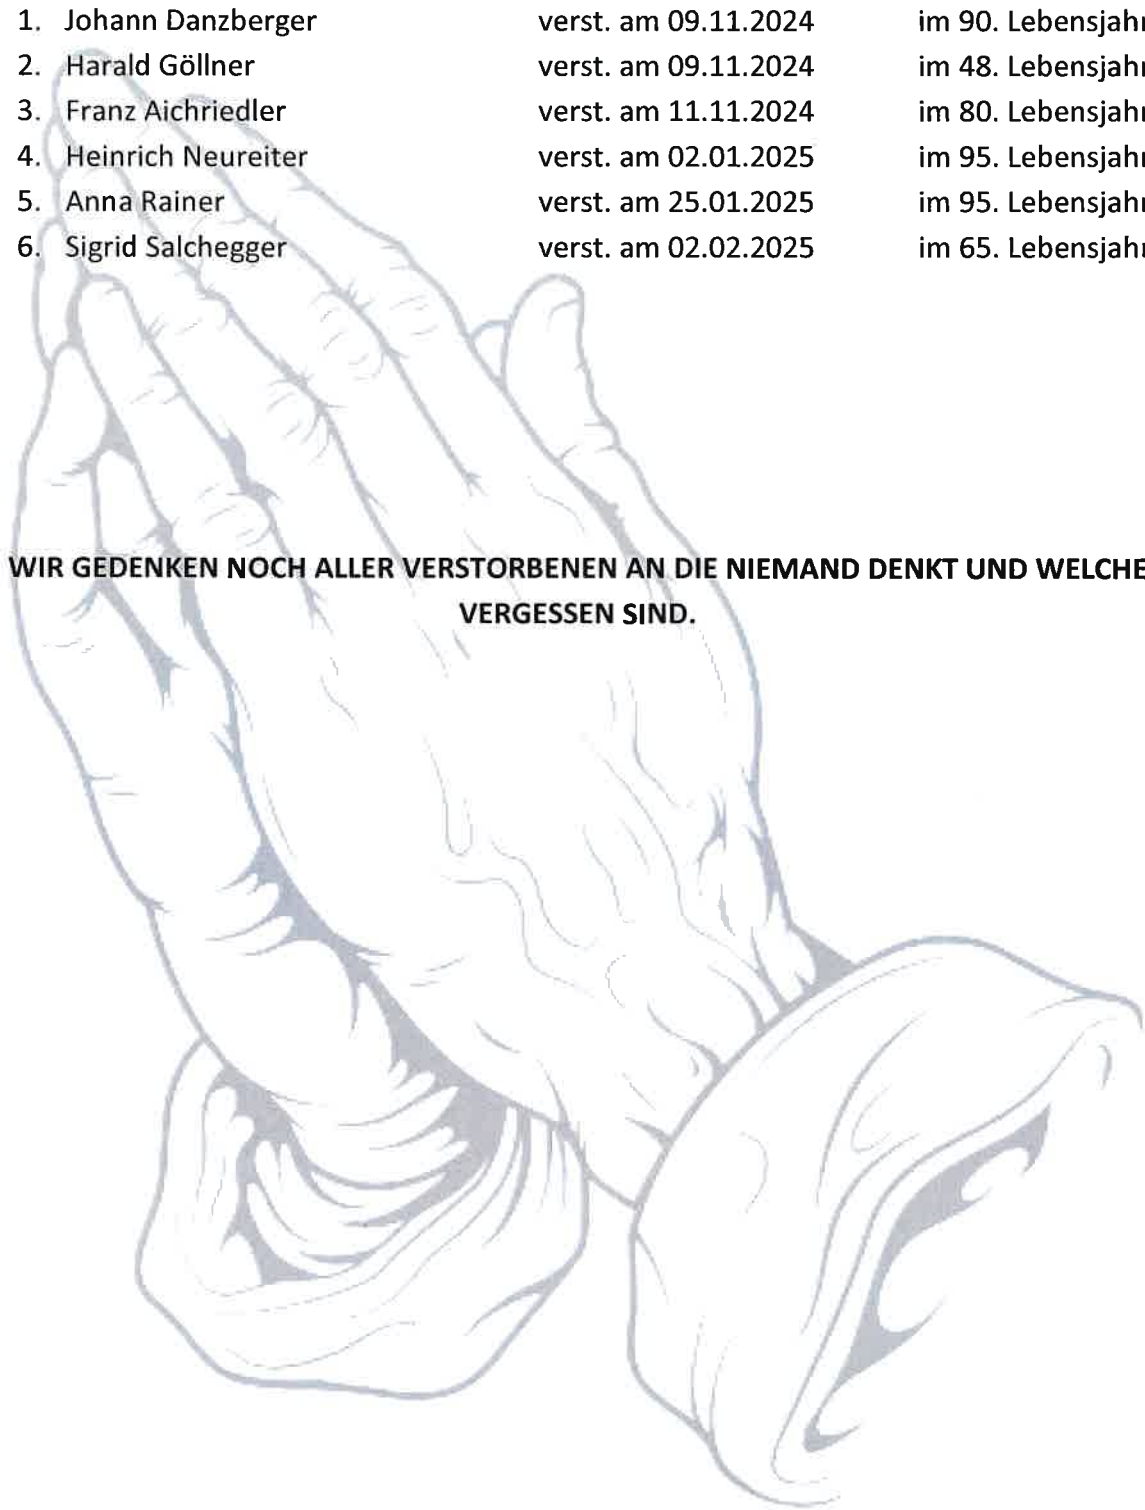 1. Johann Danzberger verst. am 09.11.2024 im 90. Lebensjahr
2. Harald Göllner verst. am 09.11.2024 im 48. Lebensjahr
3. Franz Aichriedler verst. am 11.11.2024 im 80. Lebensjahr
4. Heinrich Neureiter verst. am 02.01.2025 im 95. Lebensjahr
5. Anna Rainer verst. am 25.01.2025 im 95. Lebensjahr
6. Sigrid Salchegger verst. am 02.02.2025 im 65. Lebensjahr
WIR GEDENKEN NOCH ALLER VERSTORBENEN AN DIE NIEMAND DENKT UND WELCHE
VERGESSEN SIND.